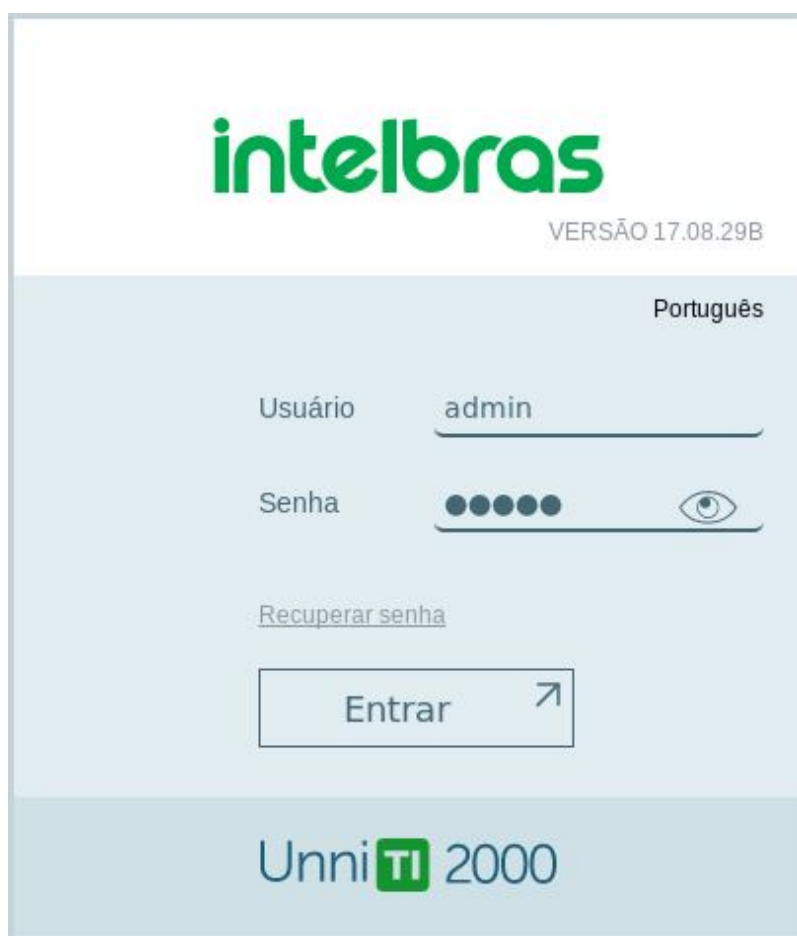 intelbras
VERSÃO 17.08.29B
Português
Usuário admin
Senha ●●●●●
Recuperar senha
Entrar
Unni TI 2000